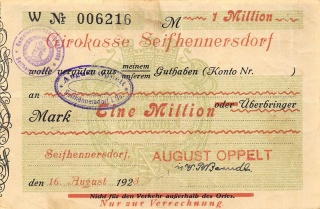 W № 006216 M 1 Million
Girokasse Seifhennersdorf
wolle vergüten aus meinem unserem Guthaben (Konto Nr. )
an oder Überbringer
Mark Eine Million
Seifhennersdorf,
AUGUST OPPELT
den 16. August 1923
Nicht für den Verkehr außerhalb des Ortes.
Nur zur Verrechnung.